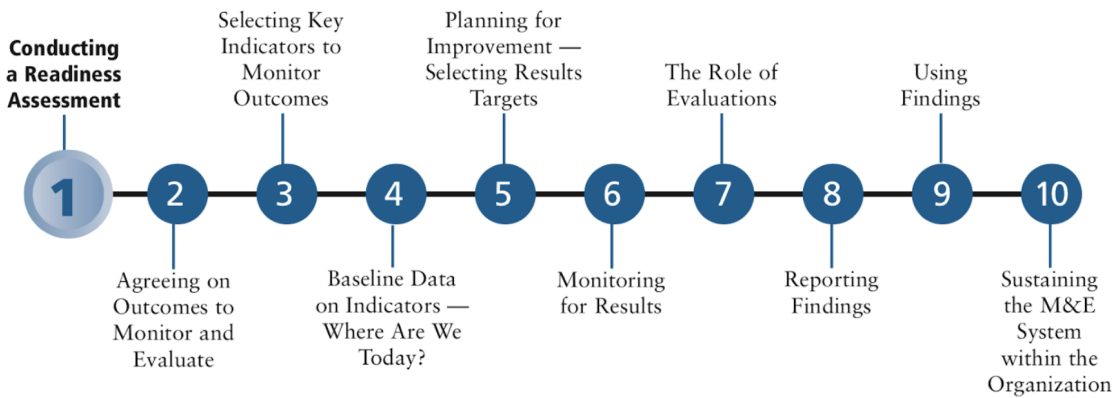 Conducting
a Readiness
Assessment
1
2
Agreeing on
Outcomes to
Monitor and
Evaluate
Selecting Key
Indicators to
Monitor
Outcomes
3
4
Baseline Data
on Indicators —
Where Are We
Today?
Planning for
Improvement —
Selecting Results
Targets
5
6
Monitoring
for Results
The Role of
Evaluations
7
8
Reporting
Findings
Using
Findings
9
10
Sustaining
the M&E
System
within the
Organization